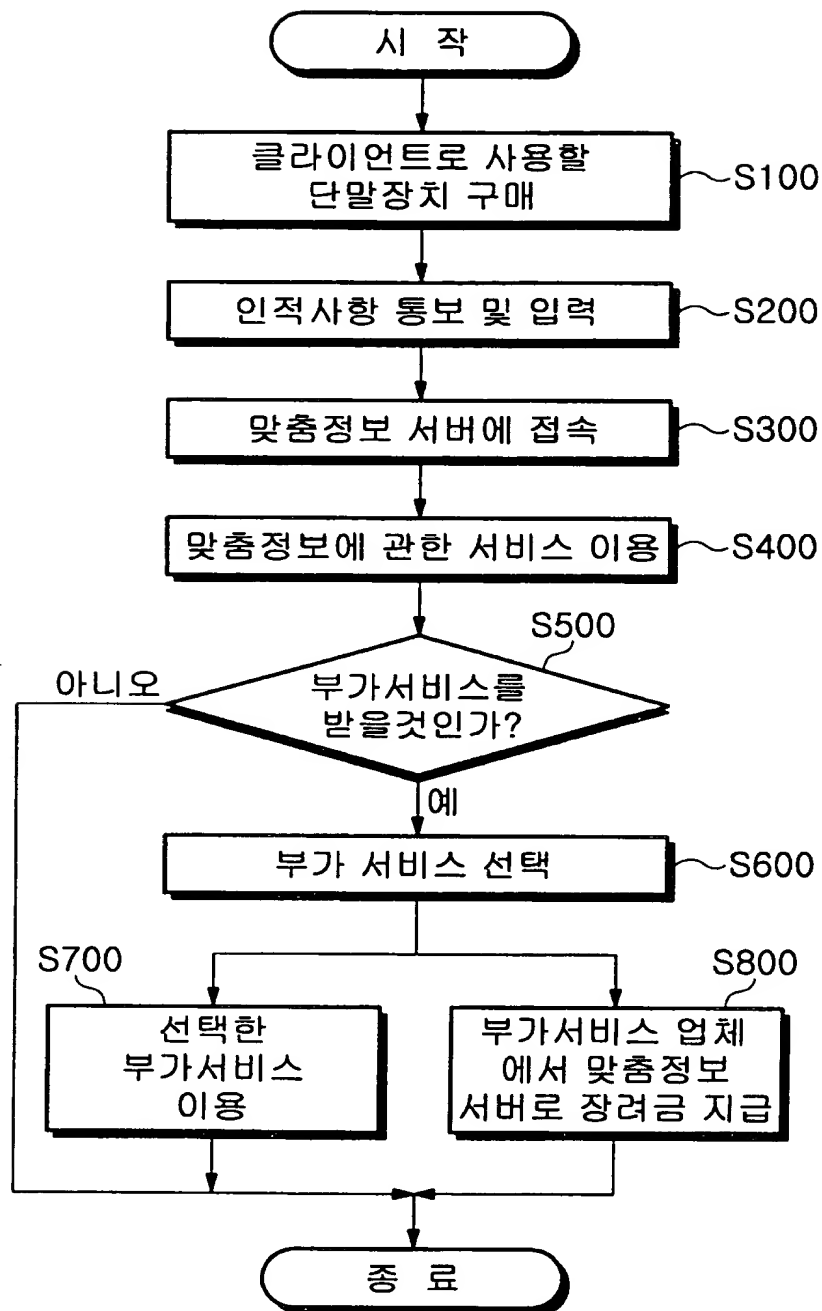 시 작
클라이언트로 사용할
단말장치 구매
S100
인적사항 통보 및 입력
S200
맞춤정보 서버에 접속
S300
맞춤정보에 관한 서비스 이용
S400
S500
아니오
부가서비스를
받을것인가?
예
부가 서비스 선택
S600
S700
선택한
부가서비스
이용
S800
부가서비스 업체
에서 맞춤정보
서버로 장려금 지급
종 료